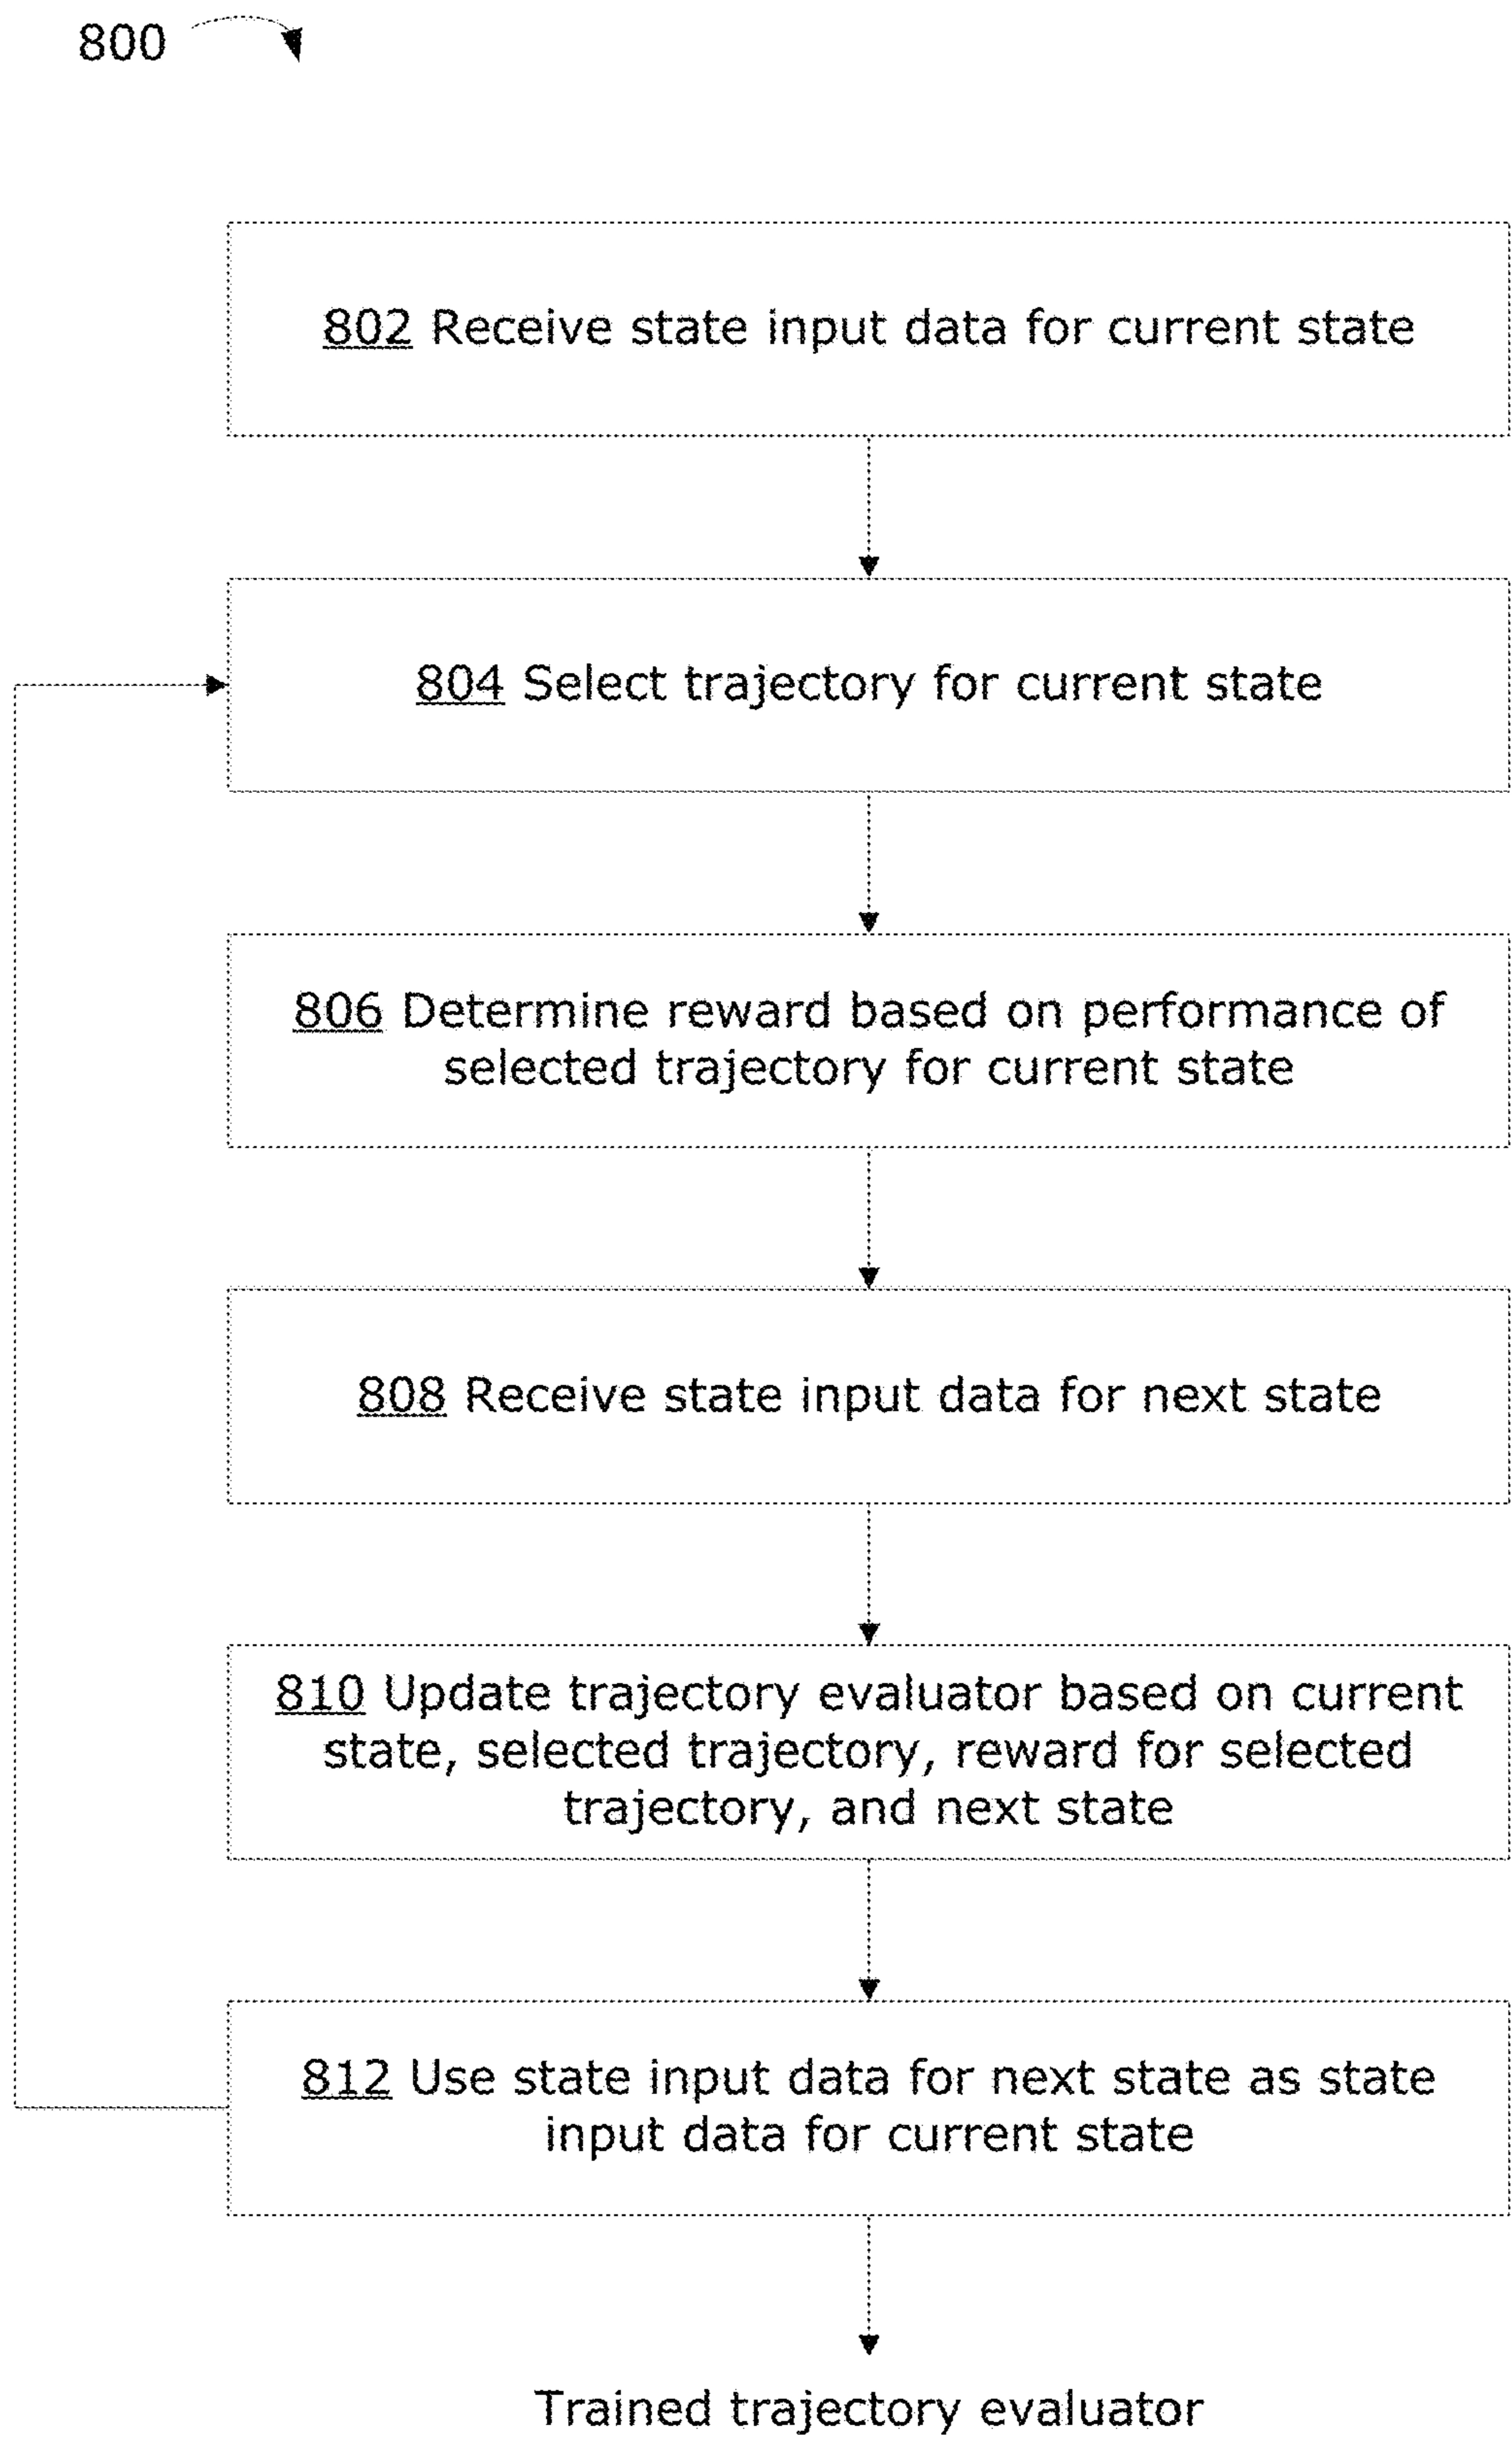 800
802 Receive state input data for current state
804 Select trajectory for current state
806 Determine reward based on performance of
selected trajectory for current state
808 Receive state input data for next state
810 Update trajectory evaluator based on current
state, selected trajectory, reward for selected
trajectory, and next state
812 Use state input data for next state as state
input data for current state
Trained trajectory evaluator